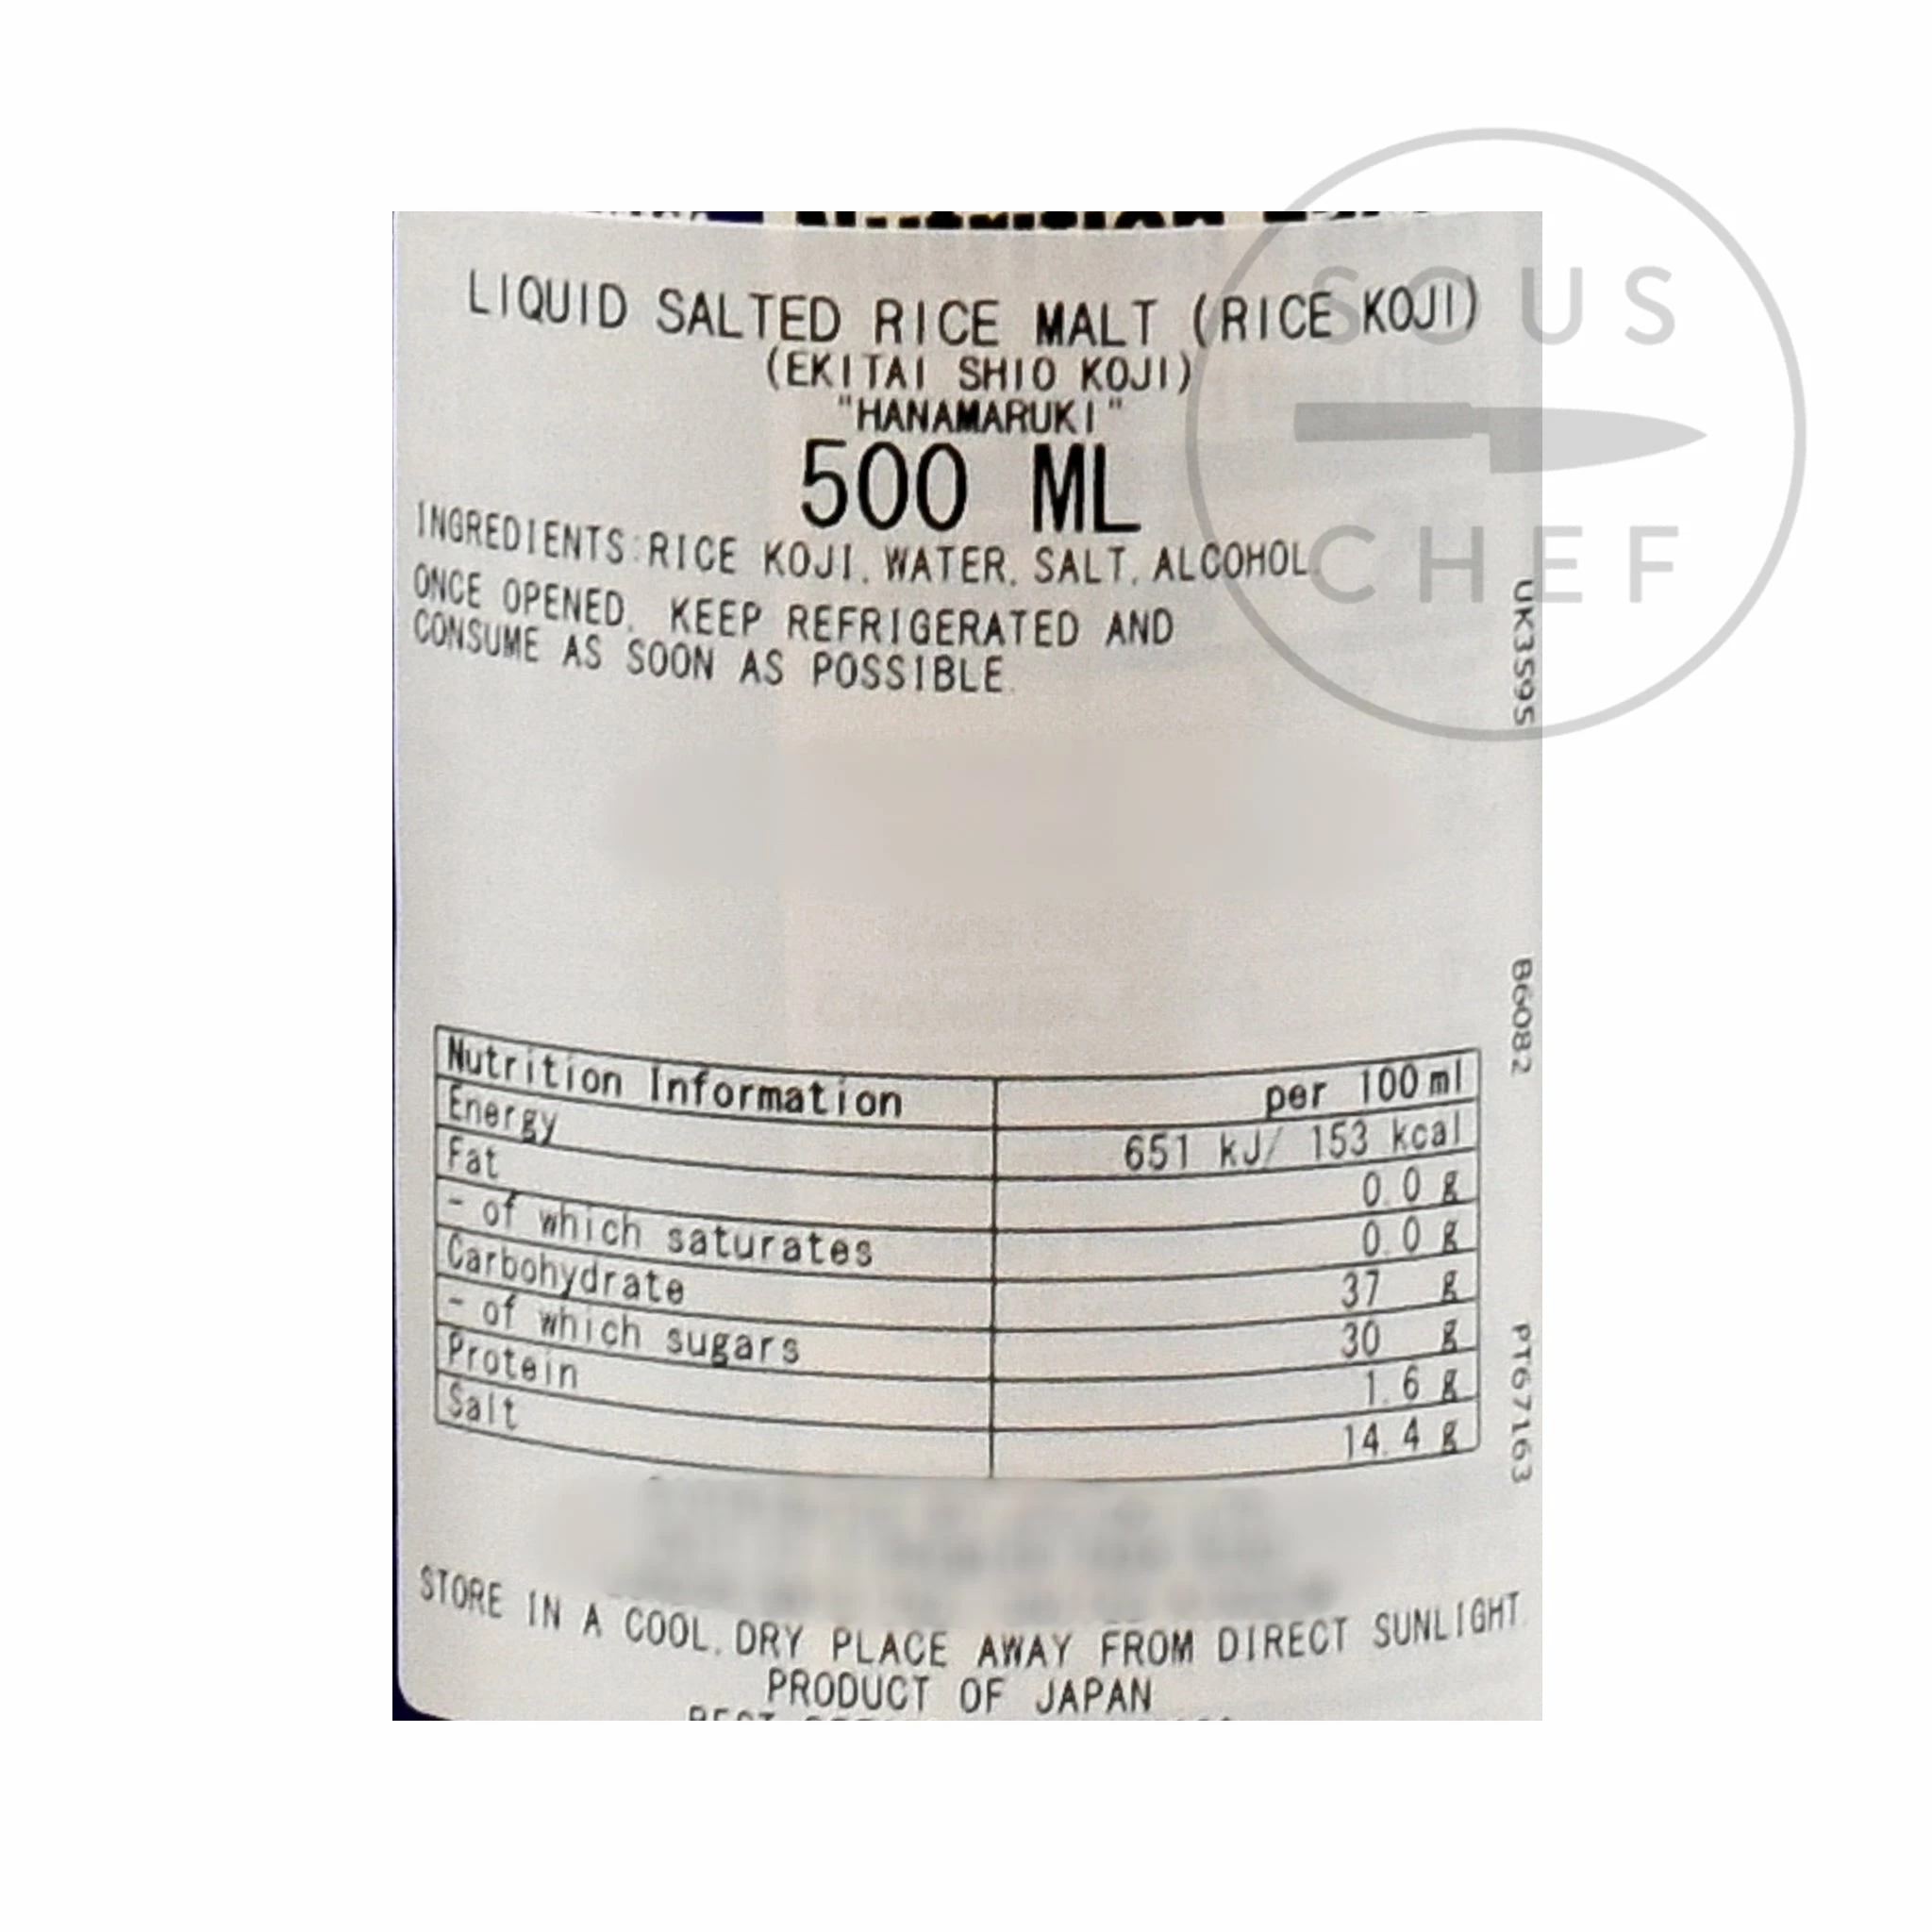 LIQUID SALTED RICE MALT (RICE KOJI)
(EKITAI SHIO KOJI)
"HANAMARUKI"
500 ML
INGREDIENTS:RICE KOJI, WATER, SALT, ALCOHOL
ONCE OPENED, KEEP REFRIGERATED AND
CONSUME AS SOON AS POSSIBLE.
Nutrition Information per 100ml
Energy 651 kJ/ 153 kcal
Fat 0.0 g
- of which saturates 0.0 g
Carbohydrate 37 g
- of which sugars 30 g
Protein 1.6 g
Salt 14.4 g
STORE IN A COOL, DRY PLACE AWAY FROM DIRECT SUNLIGHT.
PRODUCT OF JAPAN
UK3595
B6082
PT67163
SOUS
CHEF